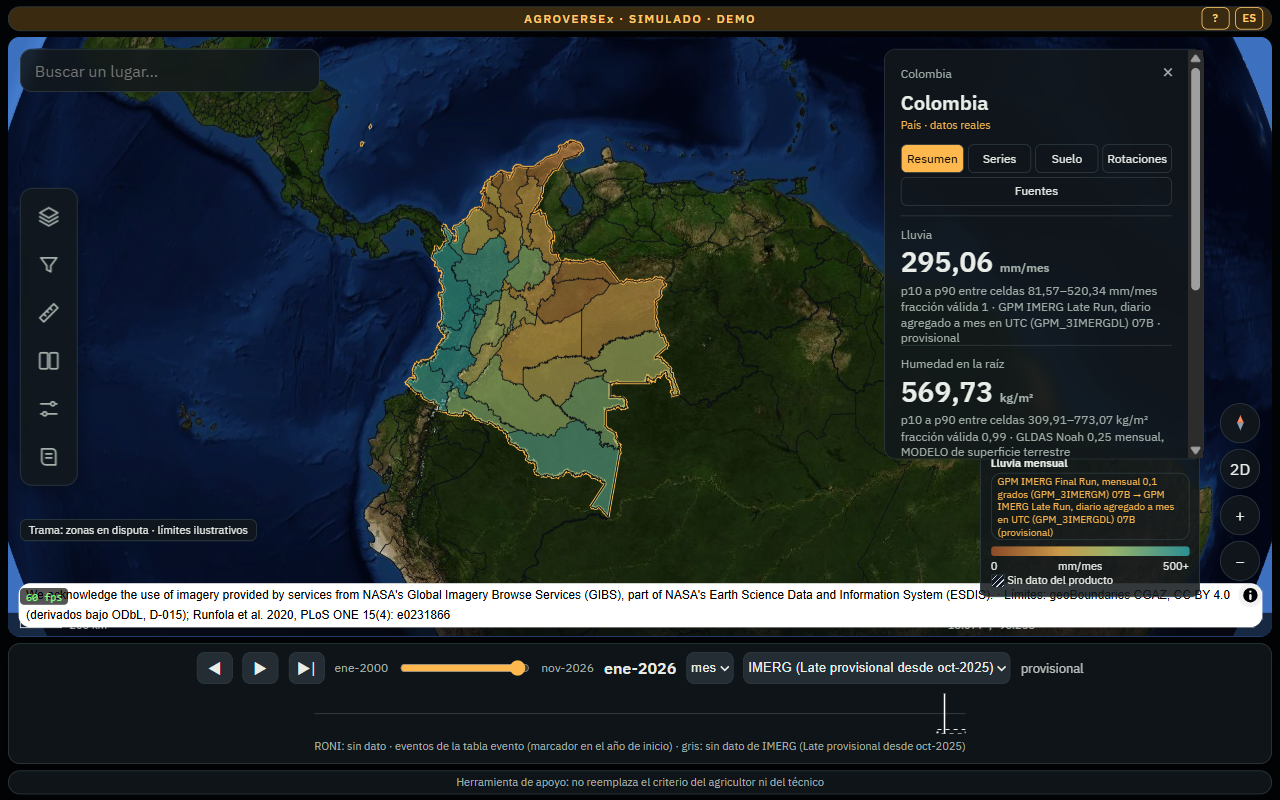 AGROVERSEx · SIMULADO · DEMO
?
ES
Buscar un lugar...
Colombia
×
Colombia
País · datos reales
Resumen
Series
Suelo
Rotaciones
Fuentes
Lluvia
295,06 mm/mes
p10 a p90 entre celdas 81,57–520,34 mm/mes
fracción válida 1 · GPM IMERG Late Run, diario
agregado a mes en UTC (GPM_3IMERGDL) 07B ·
provisional
Humedad en la raíz
569,73 kg/m²
p10 a p90 entre celdas 309,91–773,07 kg/m²
fracción válida 0,99 · GLDAS Noah 0,25 mensual,
MODELO de superficie terrestre
Lluvia mensual
GPM IMERG Final Run, mensual 0,1
grados (GPM_3IMERGM) 07B → GPM
IMERG Late Run, diario agregado a mes
en UTC (GPM_3IMERGDL) 07B
(provisional)
0 mm/mes 500+
Sin dato del producto
2D
+
−
Trama: zonas en disputa · límites ilustrativos
60 fps
We acknowledge the use of imagery provided by services from NASA's Global Imagery Browse Services (GIBS), part of NASA's Earth Science Data and Information System (ESDIS). · Límites: geoBoundaries CGAZ, CC BY 4.0
(derivados bajo ODbL, D-015); Runfola et al. 2020, PLoS ONE 15(4): e0231866
ene-2000
nov-2026
ene-2026
mes
IMERG (Late provisional desde oct-2025)
provisional
RONI: sin dato · eventos de la tabla evento (marcador en el año de inicio) · gris: sin dato de IMERG (Late provisional desde oct-2025)
Herramienta de apoyo: no reemplaza el criterio del agricultor ni del técnico